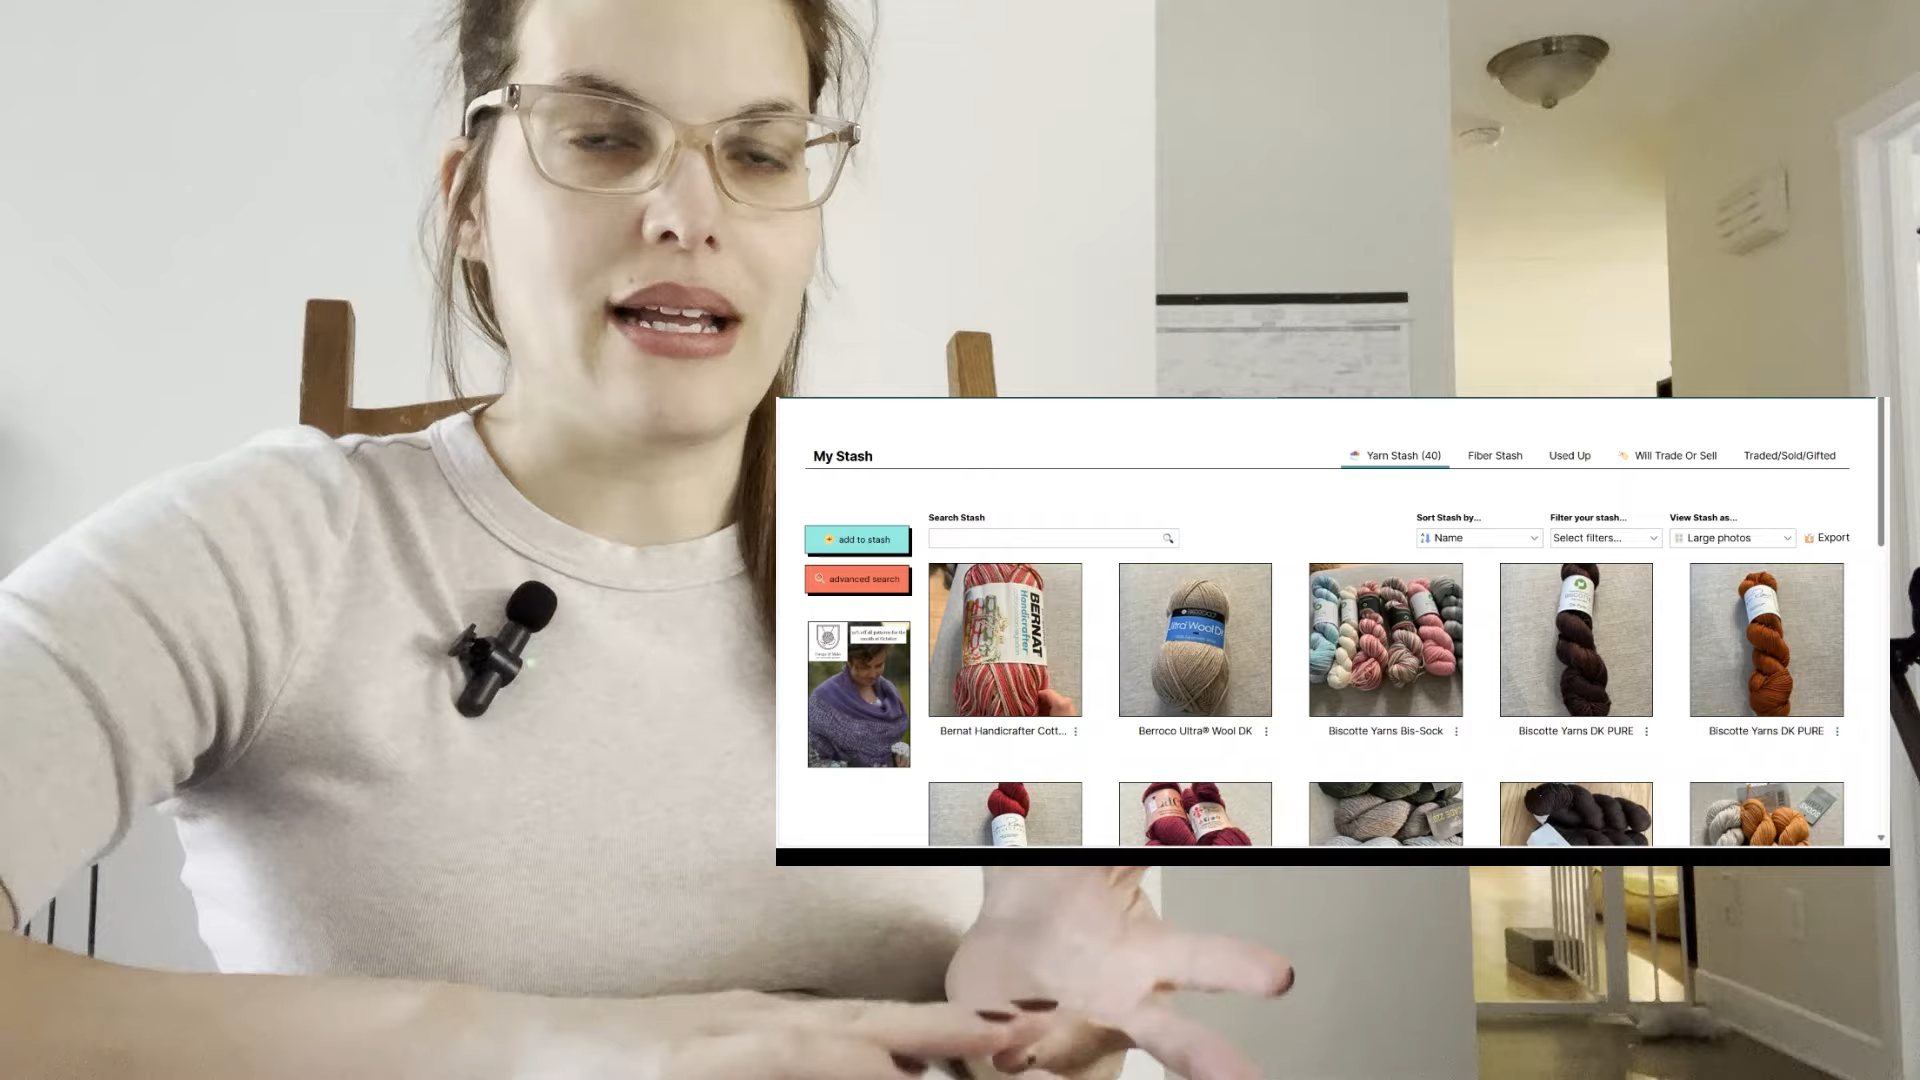 My Stash
Yarn Stash (40)
Fiber Stash
Used Up
Will Trade Or Sell
Traded/Sold/Gifted
Search Stash
Sort Stash by...
Filter your stash...
View Stash as...
Name
Select filters...
Large photos
Export
add to stash
advanced search
BERNAT
Handicrafter
Ultra Wool DK
Bernat Handicrafter Cott...
Berroco Ultra® Wool DK
Biscotte Yarns Bis-Sock
Biscotte Yarns DK PURE
Biscotte Yarns DK PURE